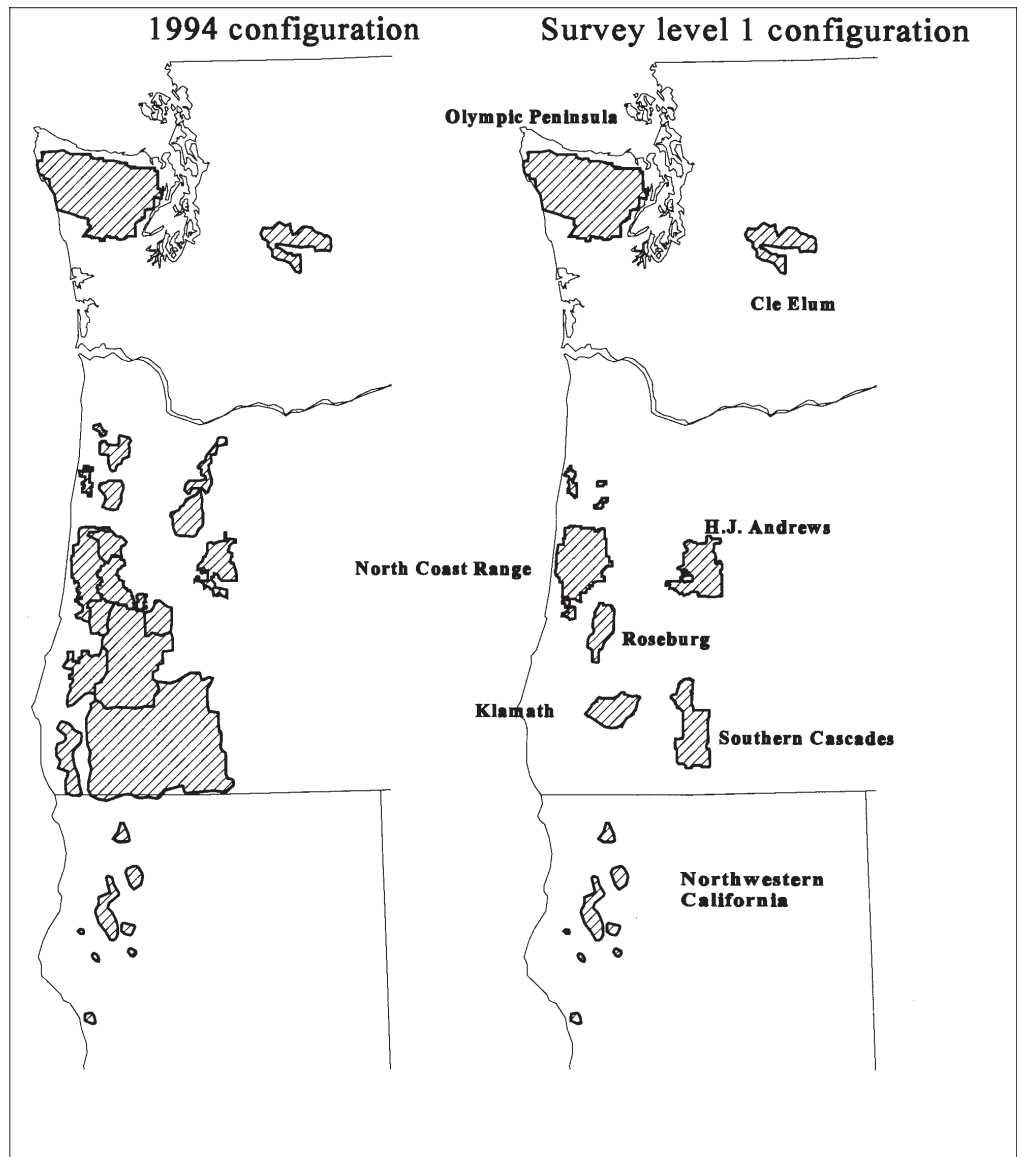 1994 configuration
Survey level 1 configuration
Olympic Peninsula
Cle Elum
H.J. Andrews
North Coast Range
Roseburg
Klamath
Southern Cascades
Northwestern
California